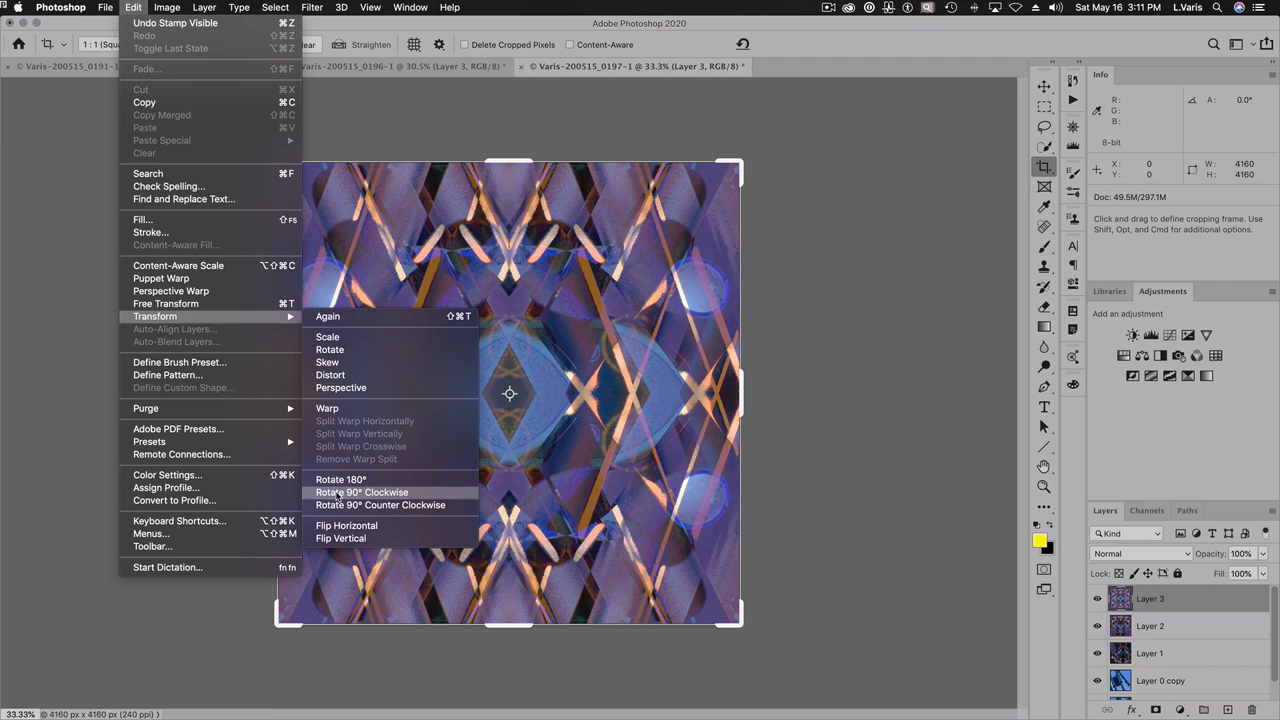 Photoshop File Edit Image Layer Type Select Filter 3D View Window Help
Sat May 16 3:11 PM L.Varis
Adobe Photoshop 2020
1 : 1 (Squa
lear
Straighten
Delete Cropped Pixels
Content-Aware
© Varis-200515_0191-1
Varis-200515_0196-1 @ 30.5% (Layer 3, RGB/8) *
© Varis-200515_0197-1 @ 33.3% (Layer 3, RGB/8) *
Undo Stamp Visible ⌘Z
Redo ⇧⌘Z
Toggle Last State ⌥⌘Z
Fade... ⇧⌘F
Cut ⌘X
Copy ⌘C
Copy Merged ⇧⌘C
Paste ⌘V
Paste Special
Clear
Search ⌘F
Check Spelling...
Find and Replace Text...
Fill... ⇧F5
Stroke...
Content-Aware Fill...
Content-Aware Scale ⌥⇧⌘C
Puppet Warp
Perspective Warp
Free Transform ⌘T
Transform
Auto-Align Layers...
Auto-Blend Layers...
Define Brush Preset...
Define Pattern...
Define Custom Shape...
Purge
Adobe PDF Presets...
Presets
Remote Connections...
Color Settings... ⇧⌘K
Assign Profile...
Convert to Profile...
Keyboard Shortcuts... ⌥⇧⌘K
Menus... ⌥⇧⌘M
Toolbar...
Start Dictation... fn fn
Again ⇧⌘T
Scale
Rotate
Skew
Distort
Perspective
Warp
Split Warp Horizontally
Split Warp Vertically
Split Warp Crosswise
Remove Warp Split
Rotate 180°
Rotate 90° Clockwise
Rotate 90° Counter Clockwise
Flip Horizontal
Flip Vertical
Info
R:
G:
B:
A: 0.0°
8-bit
X: 0
Y: 0
W: 4160
H: 4160
Doc: 49.5M/297.1M
Click and drag to define cropping frame. Use
Shift, Opt, and Cmd for additional options.
Libraries Adjustments
Add an adjustment
Layers Channels Paths
Kind
Normal Opacity: 100%
Lock: Fill: 100%
Layer 3
Layer 2
Layer 1
Layer 0 copy
33.33% © 4160 px x 4160 px (240 ppi)